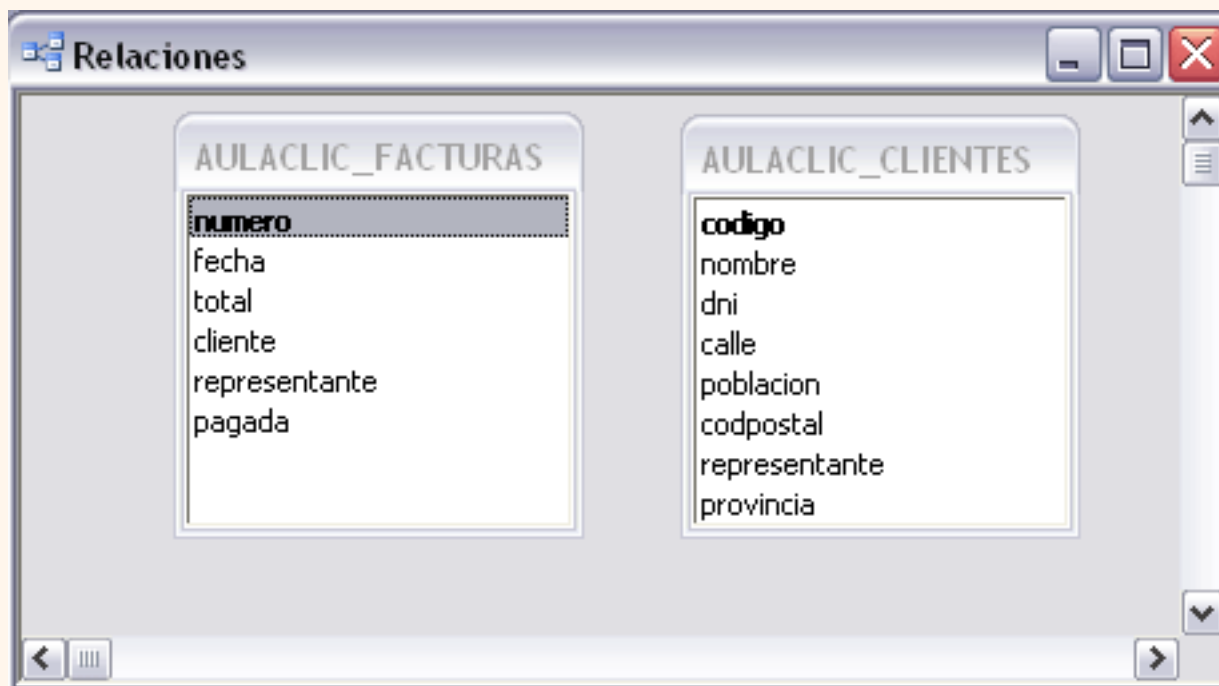 Relaciones
AULACLIC_FACTURAS
numero
fecha
total
cliente
representante
pagada
AULACLIC_CLIENTES
codigo
nombre
dni
calle
poblacion
codpostal
representante
provincia